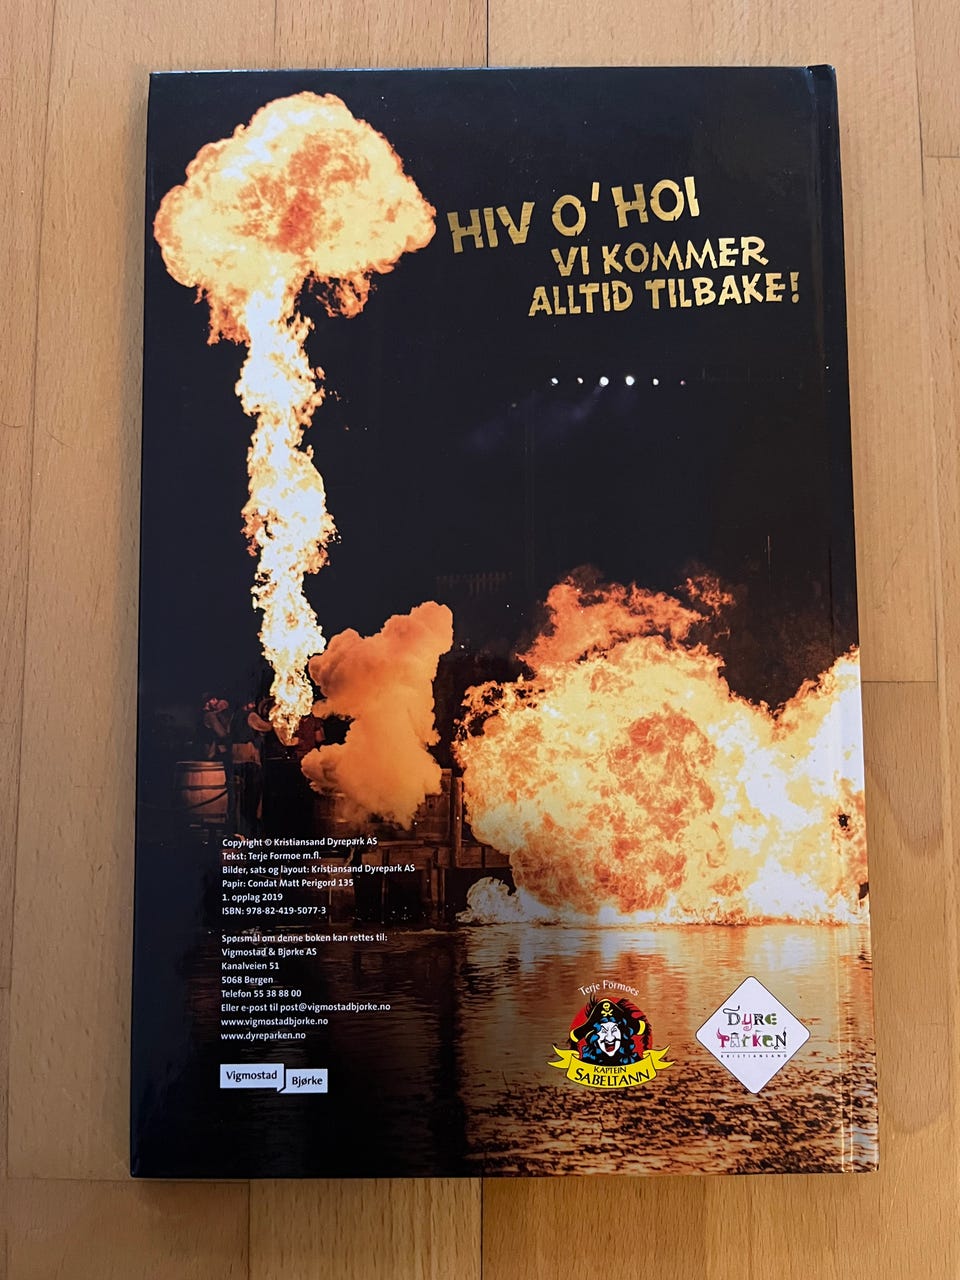 HIV O' HOI
VI KOMMER
ALLTID TILBAKE!
Copyright © Kristiansand Dyrepark AS
Tekst: Terje Formoe m.fl.
Bilder, sats og layout: Kristiansand Dyrepark AS
Papir: Condat Matt Perigord 135
1. opplag 2019
ISBN: 978-82-419-5077-3
Spørsmål om denne boken kan rettes til:
Vigmostad & Bjørke AS
Kanalveien 51
5068 Bergen
Telefon 55 38 88 00
Eller e-post til post@vigmostadbjorke.no
www.vigmostadbjorke.no
www.dyreparken.no
Vigmostad
Bjørke
Terje Formoes
KAPTEIN
SABELTANN
DYRE
PARKEN
KRISTIANSAND